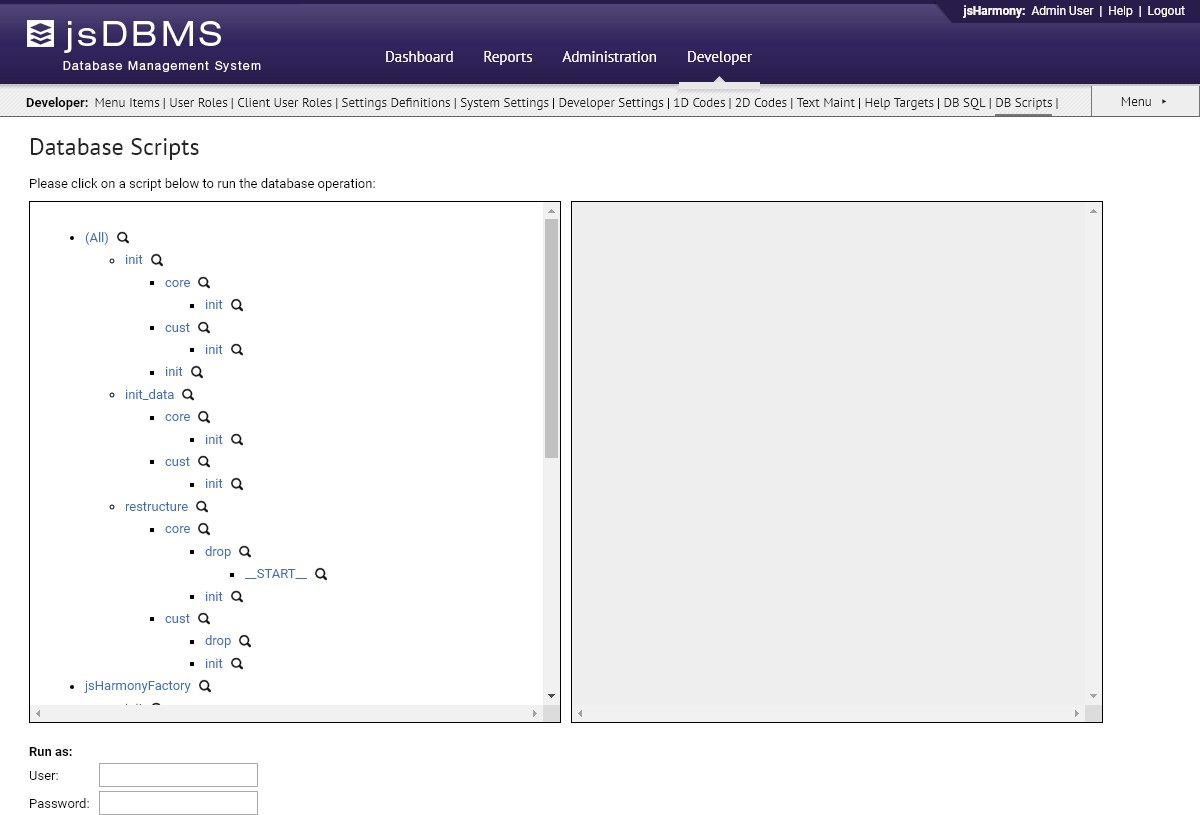 jsHarmony: Admin User | Help | Logout
jsDBMS
Database Management System
Dashboard Reports Administration Developer
Developer: Menu Items | User Roles | Client User Roles | Settings Definitions | System Settings | Developer Settings | 1D Codes | 2D Codes | Text Maint | Help Targets | DB SQL | DB Scripts |
Menu
Database Scripts
Please click on a script below to run the database operation:
(All)
init
core
init
cust
init
init
init_data
core
init
cust
init
restructure
core
drop
__START__
init
cust
drop
init
jsHarmonyFactory
Run as:
User:
Password: